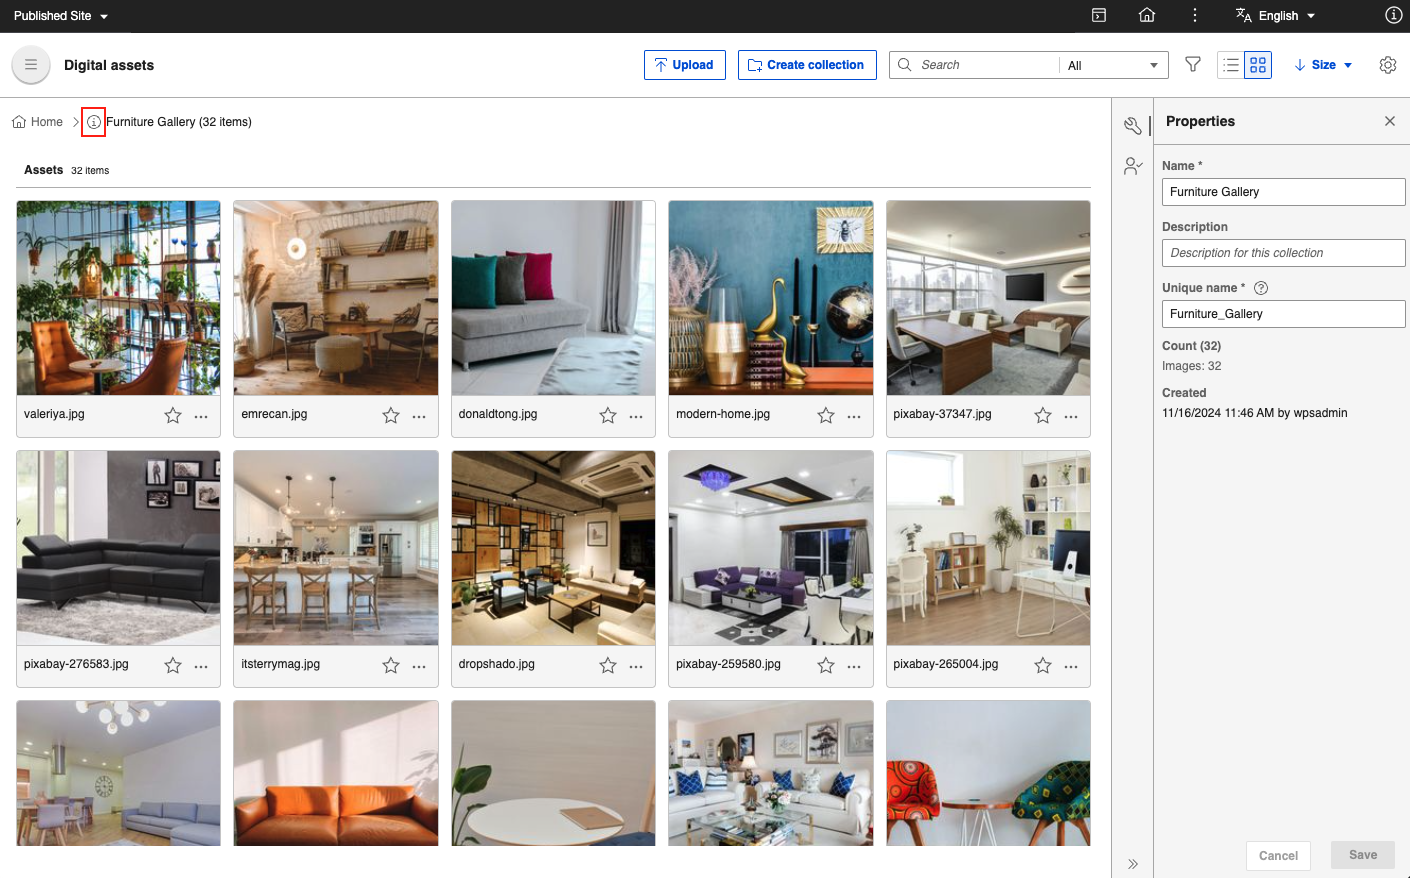 Published Site
English
Digital assets
Upload
Create collection
Search
All
Size
Home
Furniture Gallery (32 items)
Assets 32 items
valeriya.jpg
emrecan.jpg
donaldtong.jpg
modern-home.jpg
pixabay-37347.jpg
pixabay-276583.jpg
itsterrymag.jpg
dropshado.jpg
pixabay-259580.jpg
pixabay-265004.jpg
Properties
Name *
Furniture Gallery
Description
Description for this collection
Unique name *
Furniture_Gallery
Count (32)
Images: 32
Created
11/16/2024 11:46 AM by wpsadmin
Cancel
Save